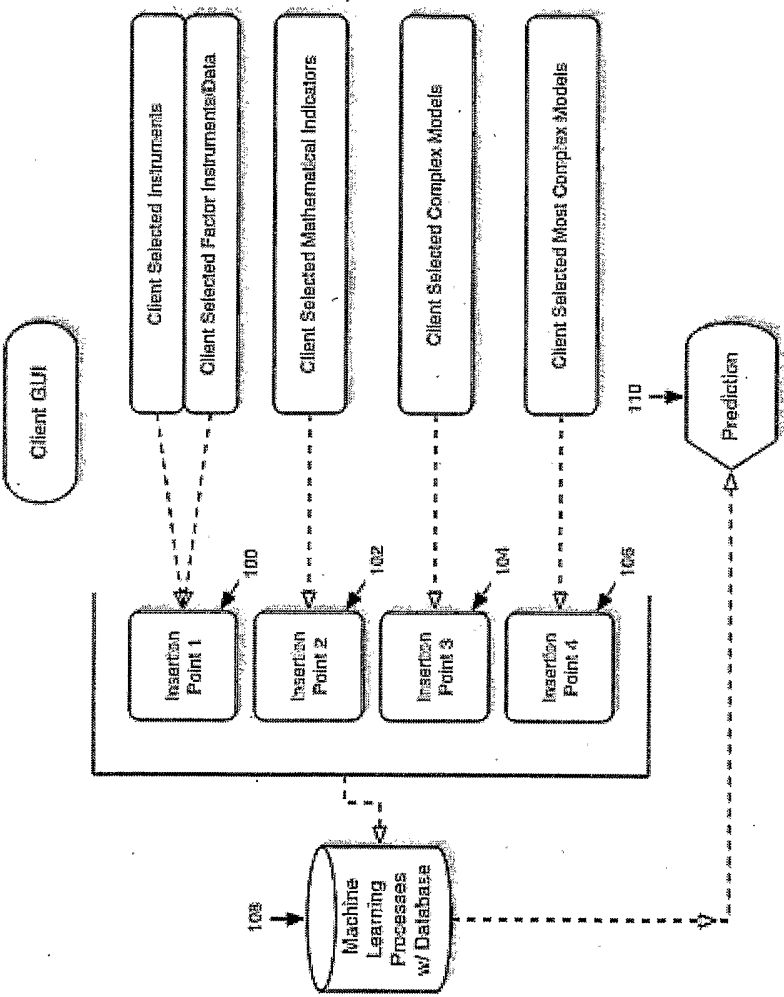 Client GUI
Client Selected Instruments
Client Selected Factor Instruments/Data
Client Selected Mathematical Indicators
Client Selected Complex Models
Client Selected Most Complex Models
Insertion
Point 1
100
Insertion
Point 2
102
Insertion
Point 3
104
Insertion
Point 4
106
108
Machine
Learning
Processes
w/ Database
110
Prediction